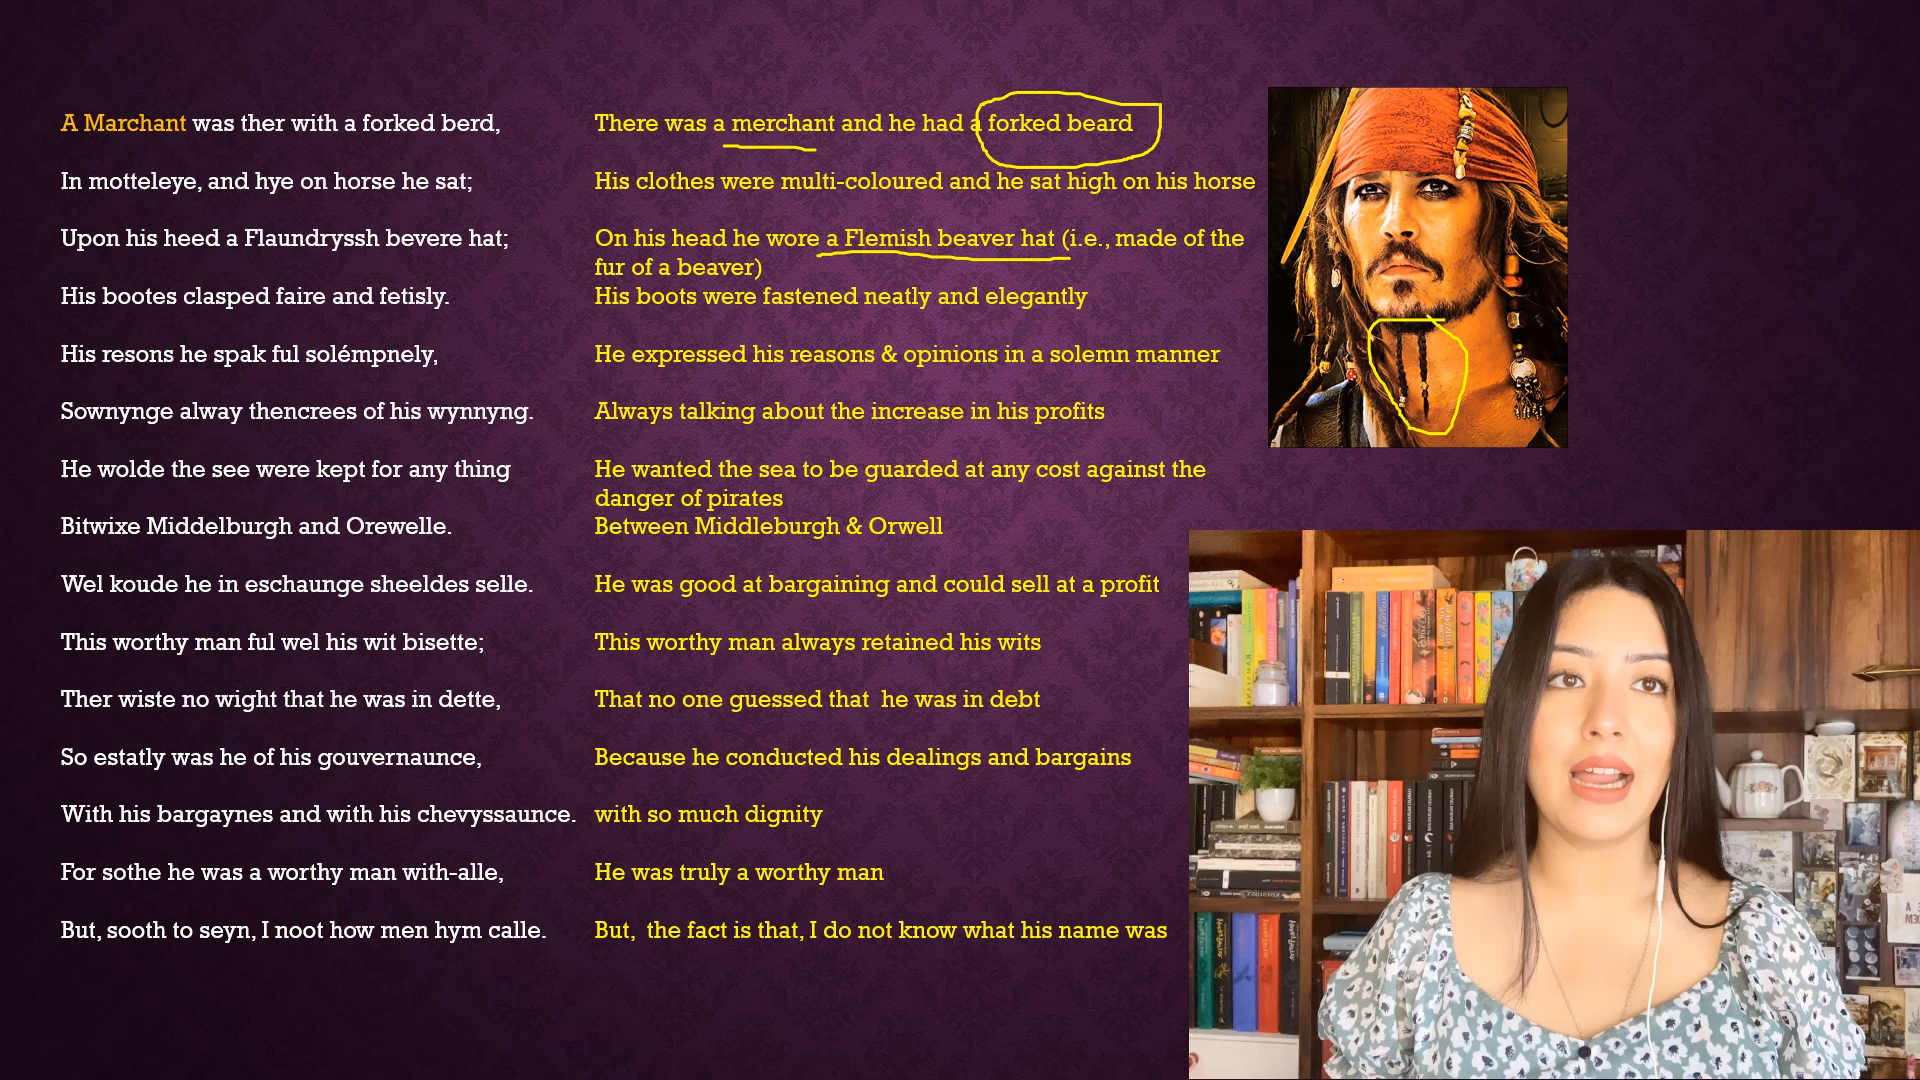 A Marchant was ther with a forked berd,
There was a merchant and he had a forked beard
In motteleye, and hye on horse he sat;
His clothes were multi-coloured and he sat high on his horse
Upon his heed a Flaundryssh bevere hat;
On his head he wore a Flemish beaver hat (i.e., made of the
fur of a beaver)
His bootes clasped faire and fetisly.
His boots were fastened neatly and elegantly
His resons he spak ful solémpnely,
He expressed his reasons & opinions in a solemn manner
Sownynge alway thencrees of his wynnyng.
Always talking about the increase in his profits
He wolde the see were kept for any thing
He wanted the sea to be guarded at any cost against the
danger of pirates
Bitwixe Middelburgh and Orewelle.
Between Middleburgh & Orwell
Wel koude he in eschaunge sheeldes selle.
He was good at bargaining and could sell at a profit
This worthy man ful wel his wit bisette;
This worthy man always retained his wits
Ther wiste no wight that he was in dette,
That no one guessed that  he was in debt
So estatly was he of his gouvernaunce,
Because he conducted his dealings and bargains
With his bargaynes and with his chevyssaunce.
with so much dignity
For sothe he was a worthy man with-alle,
He was truly a worthy man
But, sooth to seyn, I noot how men hym calle.
But,  the fact is that, I do not know what his name was